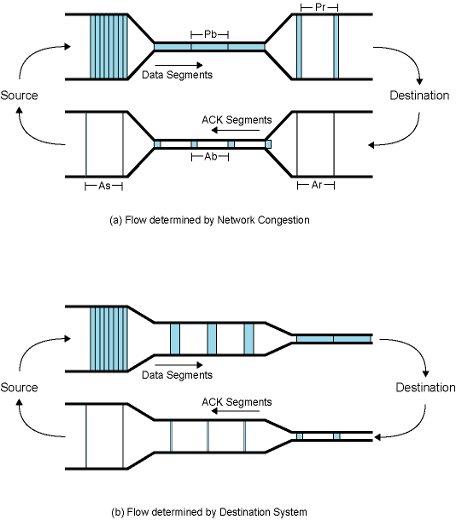 Pb
Pr
Data Segments
Source
Destination
ACK Segments
As
Ab
Ar
(a) Flow determined by Network Congestion
Data Segments
Source
Destination
ACK Segments
(b) Flow determined by Destination System